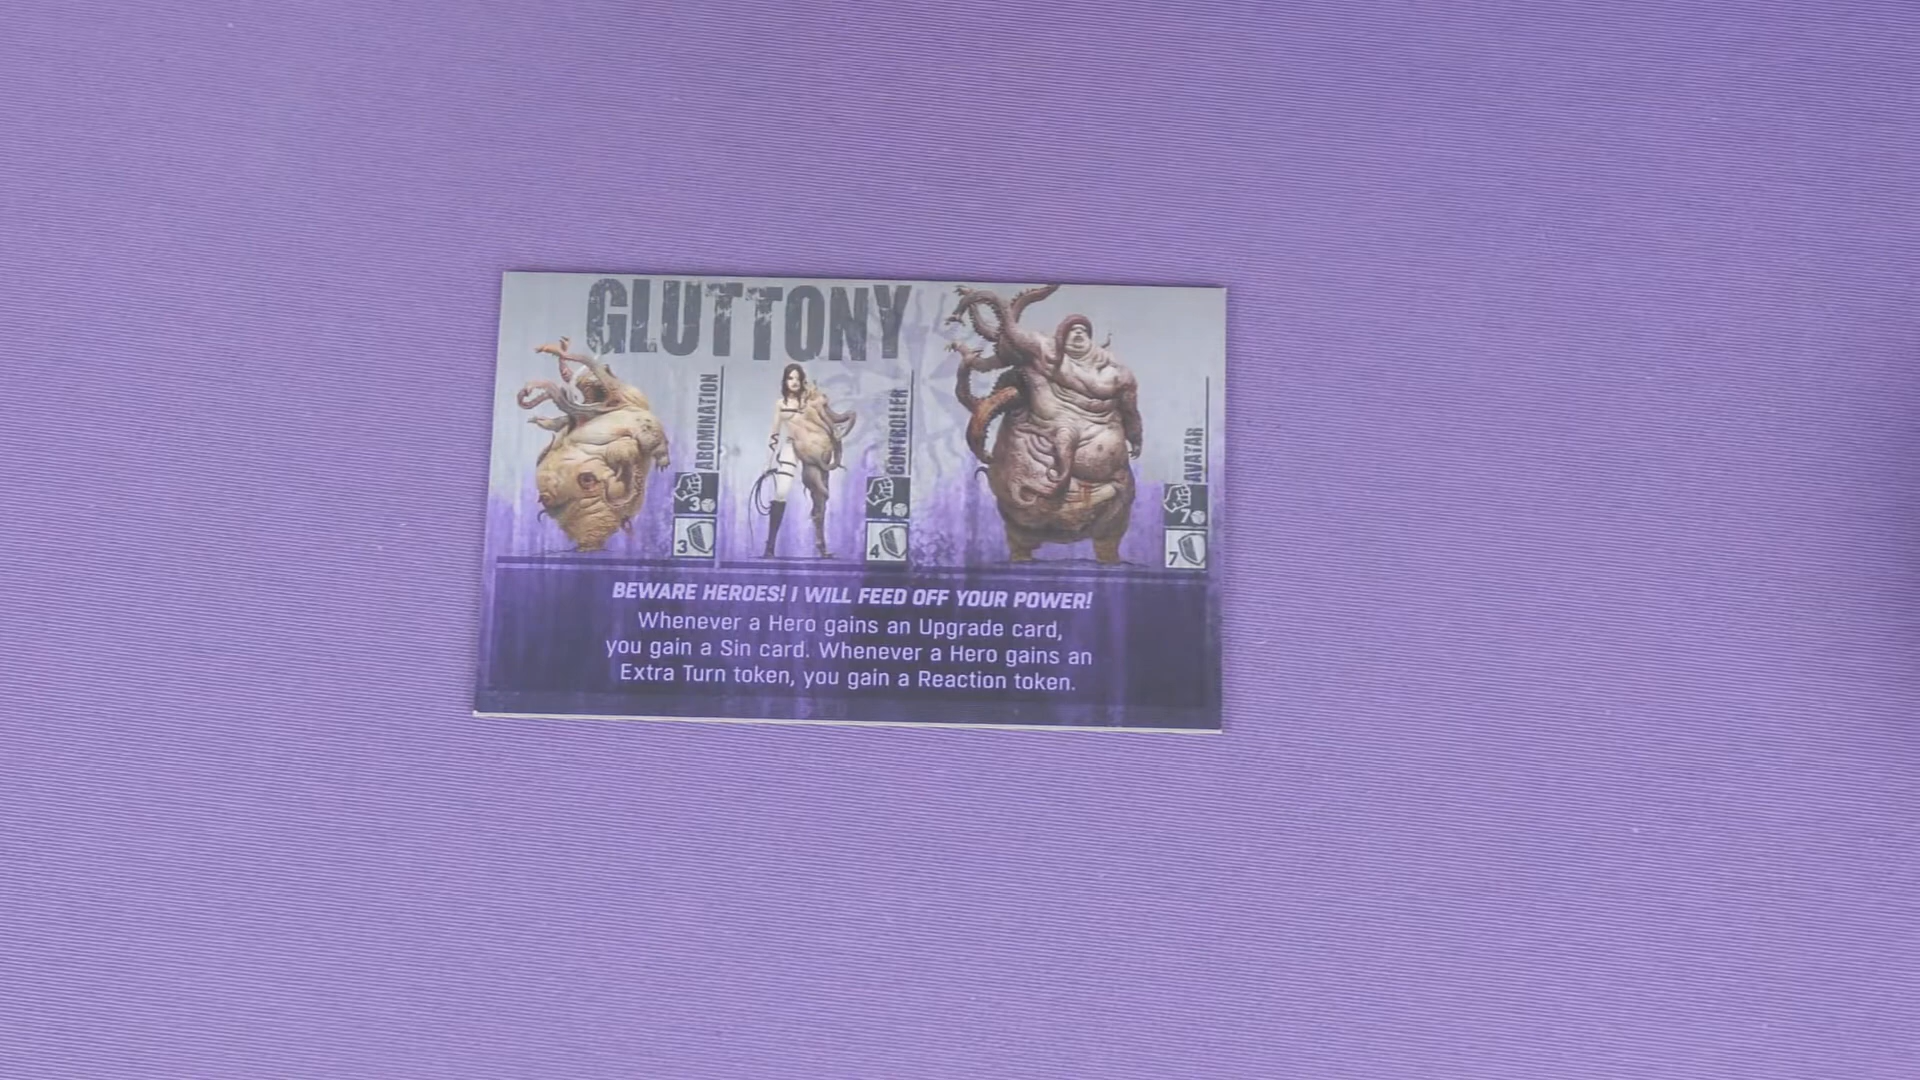 GLUTTONY
ABOMINATION
3
3
CONTROLLER
4
4
AVATAR
7
7
BEWARE HEROES! I WILL FEED OFF YOUR POWER!
Whenever a Hero gains an Upgrade card,
you gain a Sin card. Whenever a Hero gains an
Extra Turn token, you gain a Reaction token.